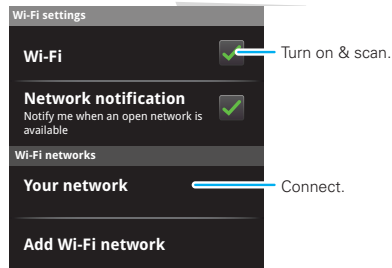 Wi-Fi settings
Wi-Fi
Turn on & scan.
Network notification
Notify me when an open network is
available
Wi-Fi networks
Your network
Connect.
Add Wi-Fi network